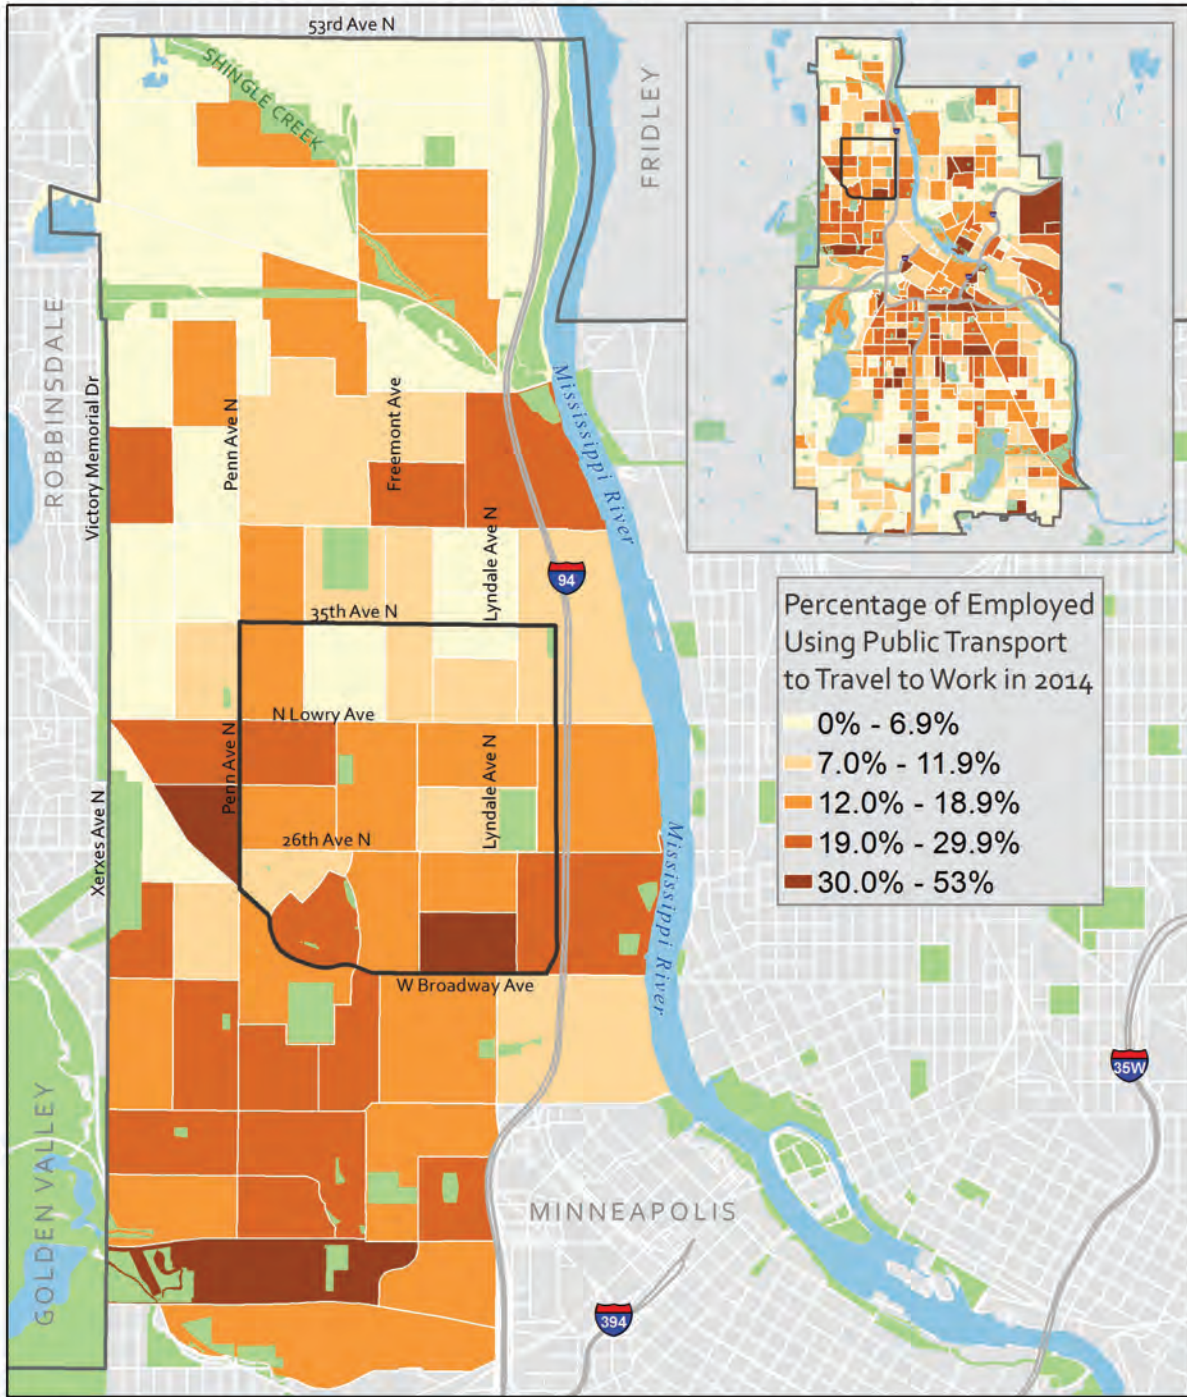 53rd Ave N
SHINGLE CREEK
FRIDLEY
ROBBINSDALE
Victory Memorial Dr
Penn Ave N
Freemont Ave
Mississippi River
Lyndale Ave N
94
35th Ave N
Percentage of Employed
Using Public Transport
to Travel to Work in 2014
0% - 6.9%
7.0% - 11.9%
12.0% - 18.9%
19.0% - 29.9%
30.0% - 53%
N Lowry Ave
Penn Ave N
Lyndale Ave N
Xerxes Ave N
26th Ave N
Mississippi River
W Broadway Ave
35W
GOLDEN VALLEY
MINNEAPOLIS
394